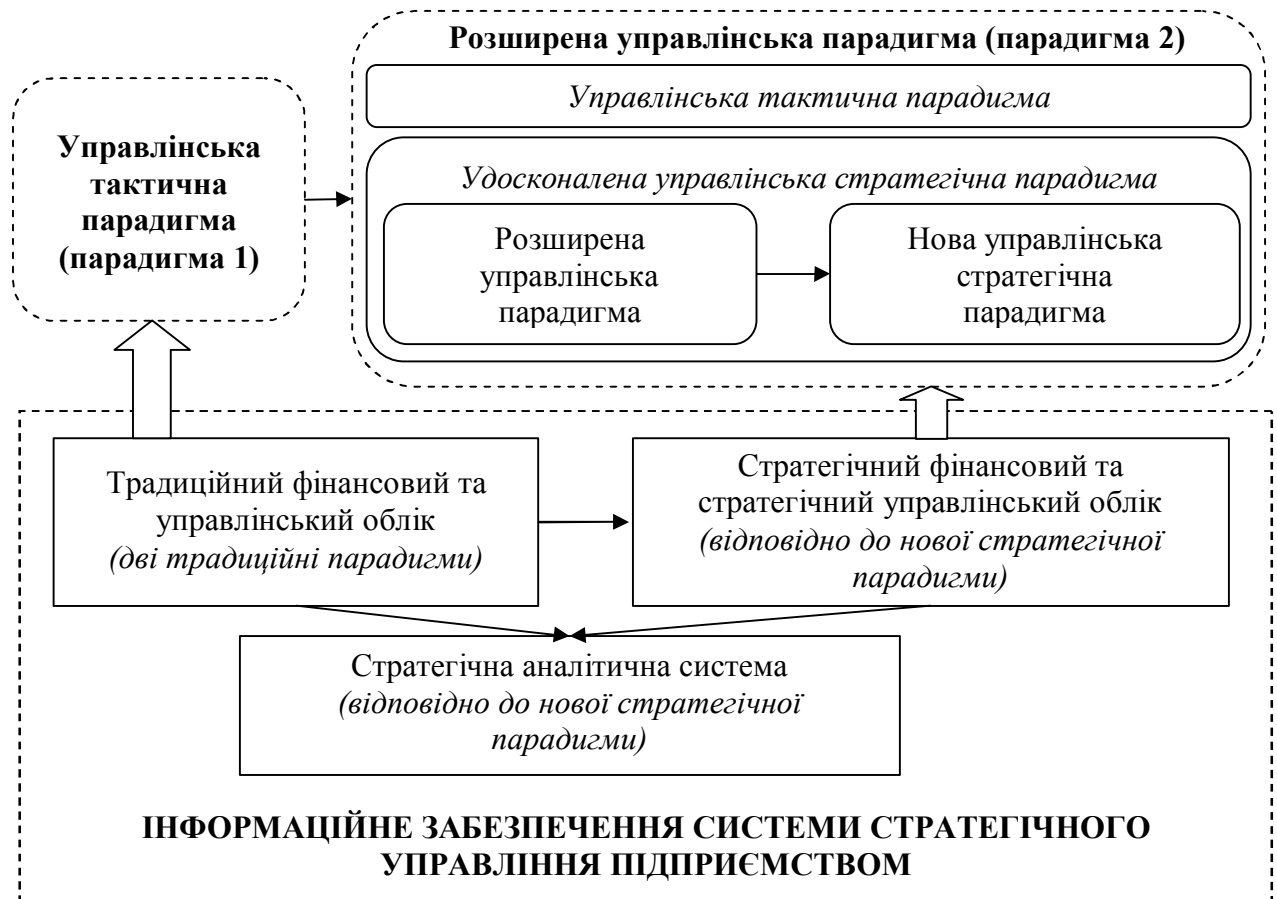 Розширена управлінська парадигма (парадигма 2)
Управлінська тактична парадигма
Управлінська
тактична
парадигма
(парадигма 1)
Удосконалена управлінська стратегічна парадигма
Розширена
управлінська
парадигма
Нова управлінська
стратегічна
парадигма
Традиційний фінансовий та
управлінський облік
(дві традиційні парадигми)
Стратегічний фінансовий та
стратегічний управлінський облік
(відповідно до нової стратегічної
парадигми)
Стратегічна аналітична система
(відповідно до нової стратегічної
парадигми)
ІНФОРМАЦІЙНЕ ЗАБЕЗПЕЧЕННЯ СИСТЕМИ СТРАТЕГІЧНОГО
УПРАВЛІННЯ ПІДПРИЄМСТВОМ